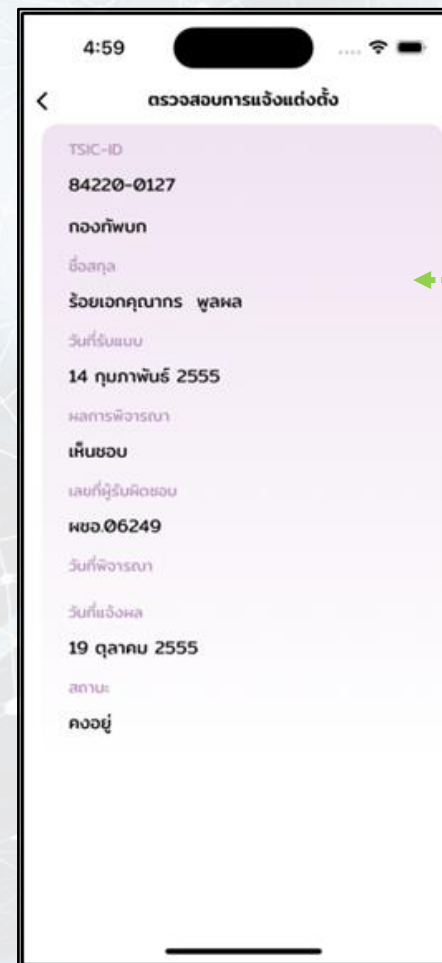 4:59
ตรวจสอบการแจ้งแต่งตั้ง
TSIC-ID
84220-0127
กองทัพบก
ชื่อสกุล
ร้อยเอกคุณากร พูลผล
วันที่รับแบบ
14 กุมภาพันธ์ 2555
ผลการพิจารณา
เห็นชอบ
เลขที่ผู้รับผิดชอบ
ผชอ.06249
วันที่พิจารณา
วันที่แจ้งผล
19 ตุลาคม 2555
สถานะ
คงอยู่